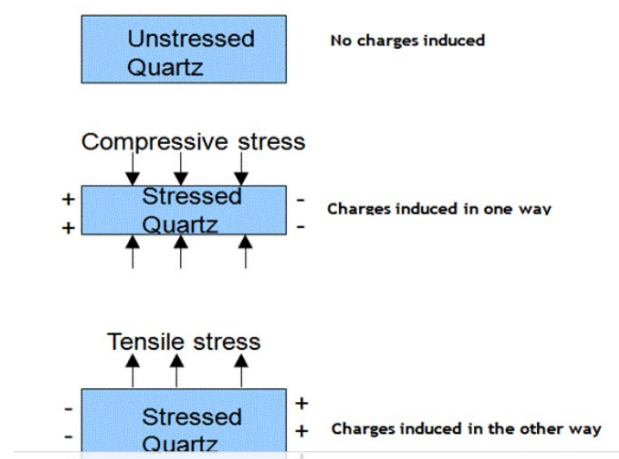 Unstressed
Quartz
No charges induced
Compressive stress
+ Stressed -
+ Quartz -
Charges induced in one way
Tensile stress
- Stressed +
- Quartz +
Charges induced in the other way